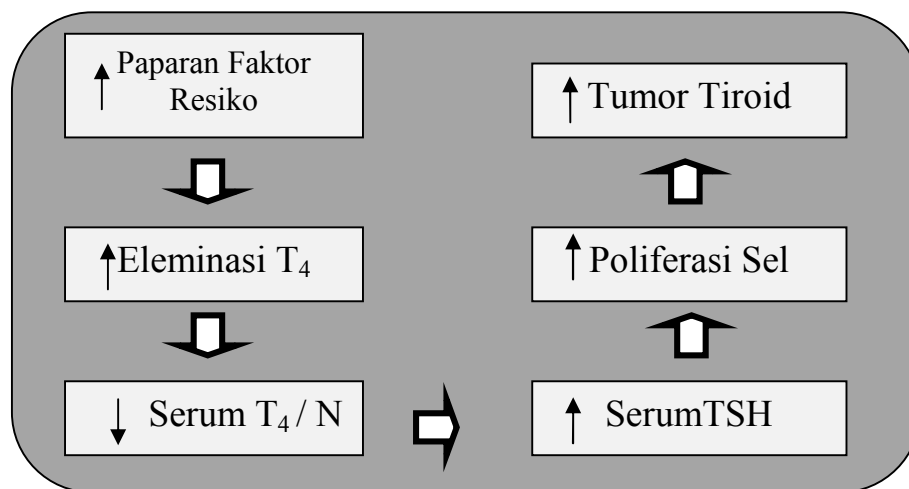 ↑ Paparan Faktor
Resiko
↑ Eleminasi T₄
↓ Serum T₄ / N
↑ SerumTSH
↑ Poliferasi Sel
↑ Tumor Tiroid